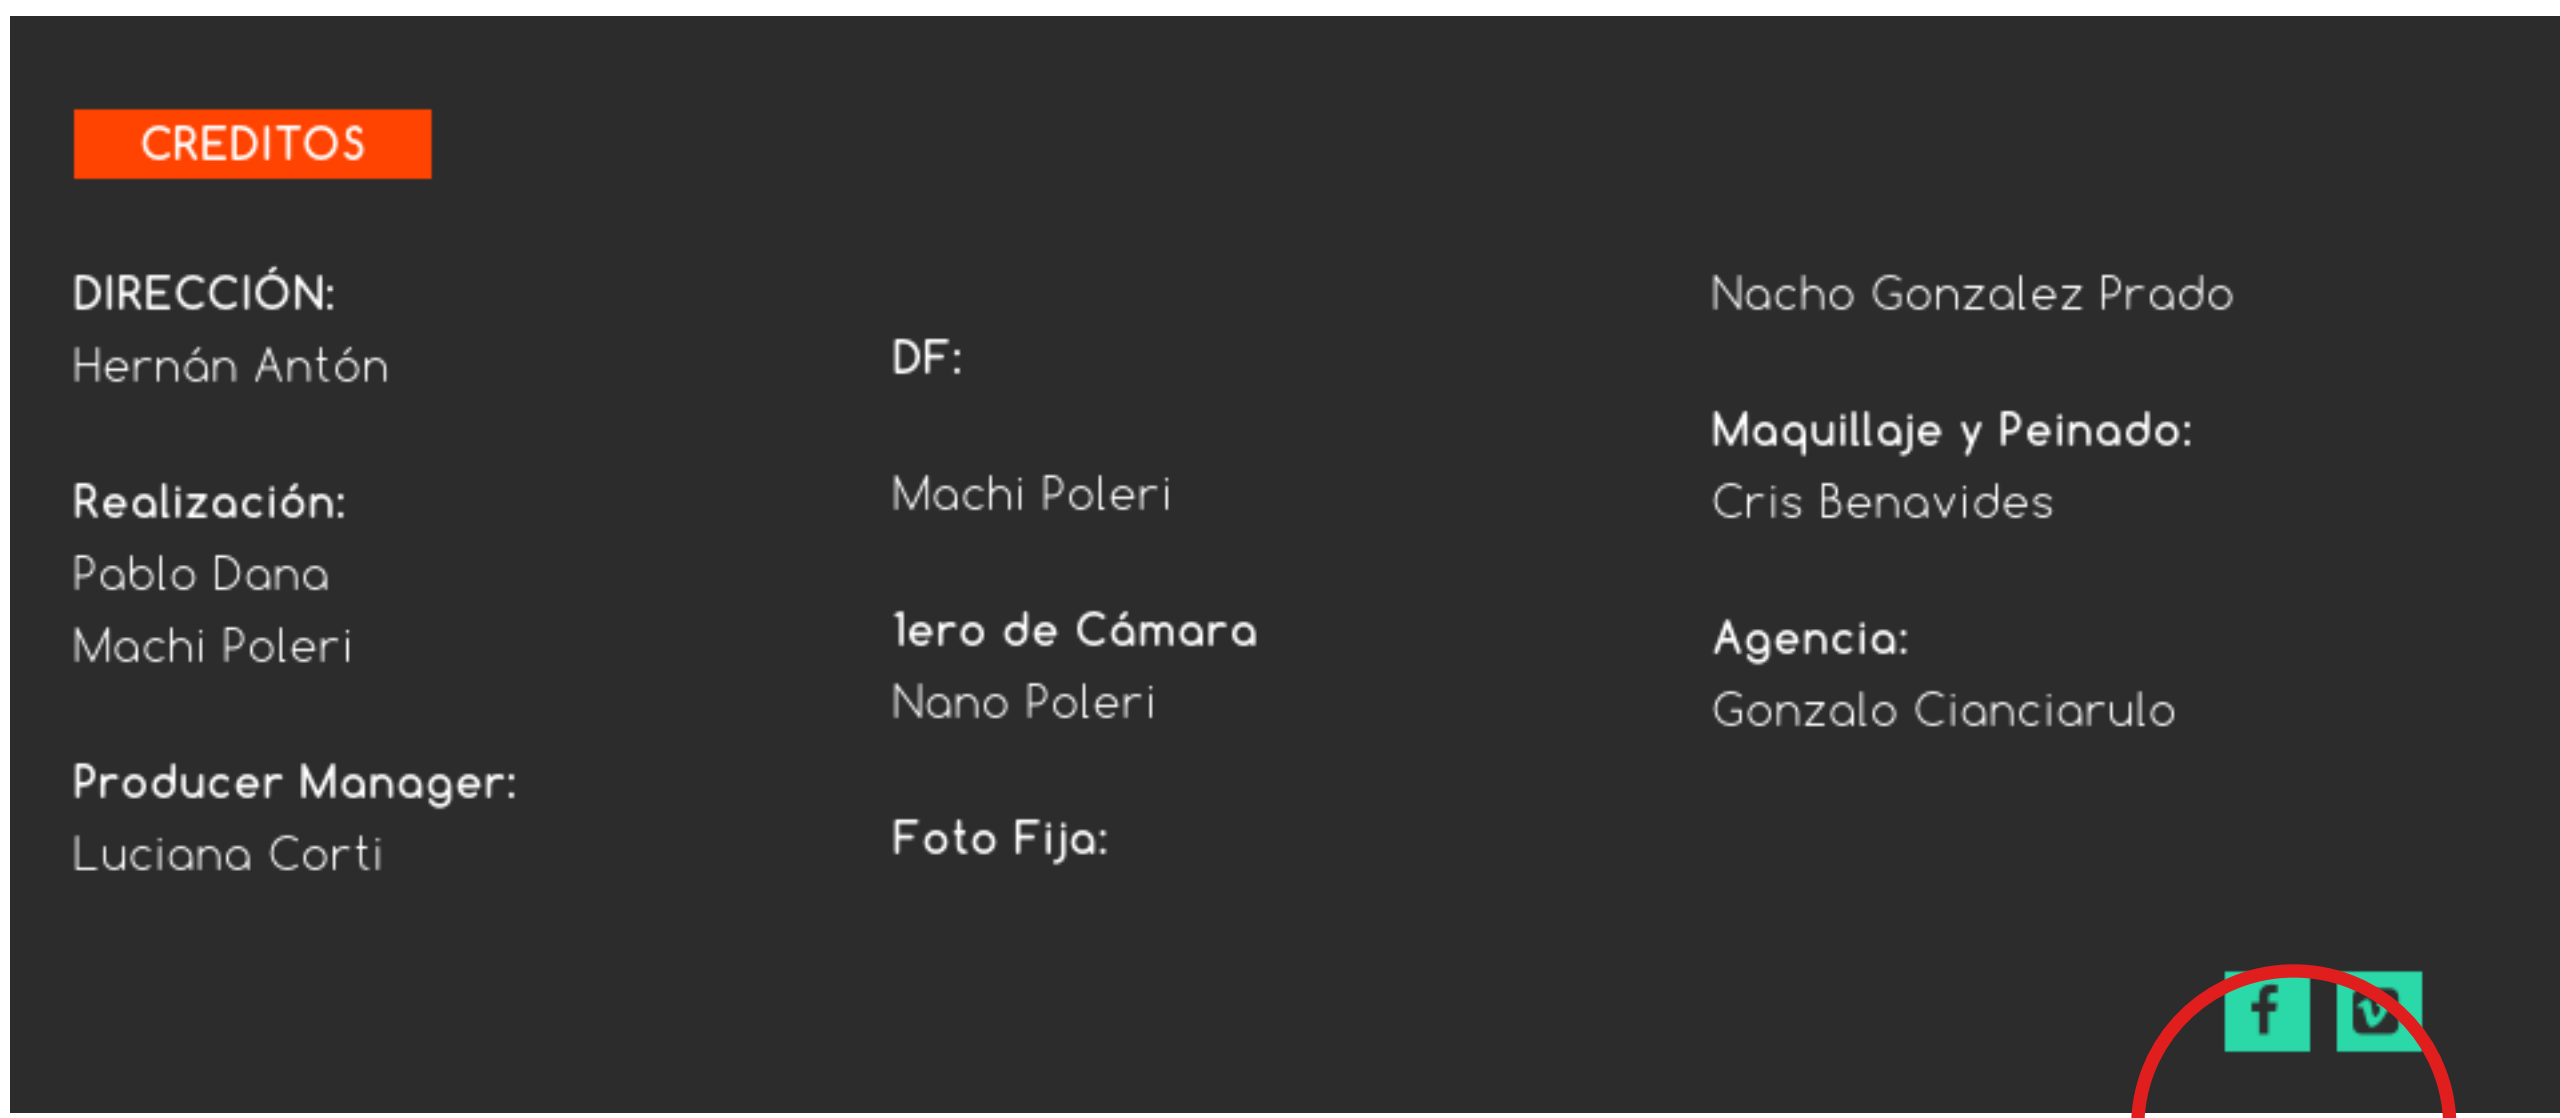 CREDITOS
DIRECCIÓN:
Hernán Antón
Realización:
Pablo Dana
Machi Poleri
Producer Manager:
Luciana Corti
DF:
Machi Poleri
1ero de Cámara
Nano Poleri
Foto Fija:
Nacho Gonzalez Prado
Maquillaje y Peinado:
Cris Benavides
Agencia:
Gonzalo Cianciarulo